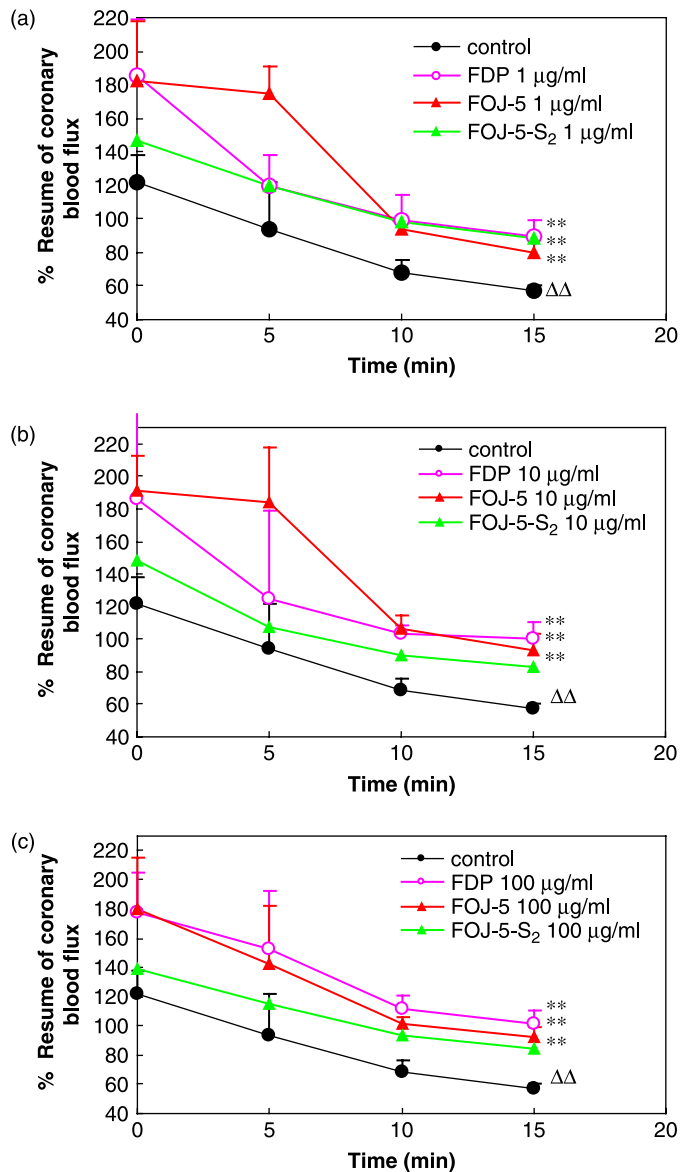 (a)
220
200
180
160
140
120
100
80
60
40
% Resume of coronary
blood flux
control
FDP 1 μg/ml
FOJ-5 1 μg/ml
FOJ-5-S₂ 1 μg/ml
**
**
**
ΔΔ
0 5 10 15 20
Time (min)
(b)
220
200
180
160
140
120
100
80
60
40
% Resume of coronary
blood flux
control
FDP 10 μg/ml
FOJ-5 10 μg/ml
FOJ-5-S₂ 10 μg/ml
**
**
**
ΔΔ
0 5 10 15 20
Time (min)
(c)
220
200
180
160
140
120
100
80
60
40
% Resume of coronary
blood flux
control
FDP 100 μg/ml
FOJ-5 100 μg/ml
FOJ-5-S₂ 100 μg/ml
**
**
**
ΔΔ
0 5 10 15 20
Time (min)